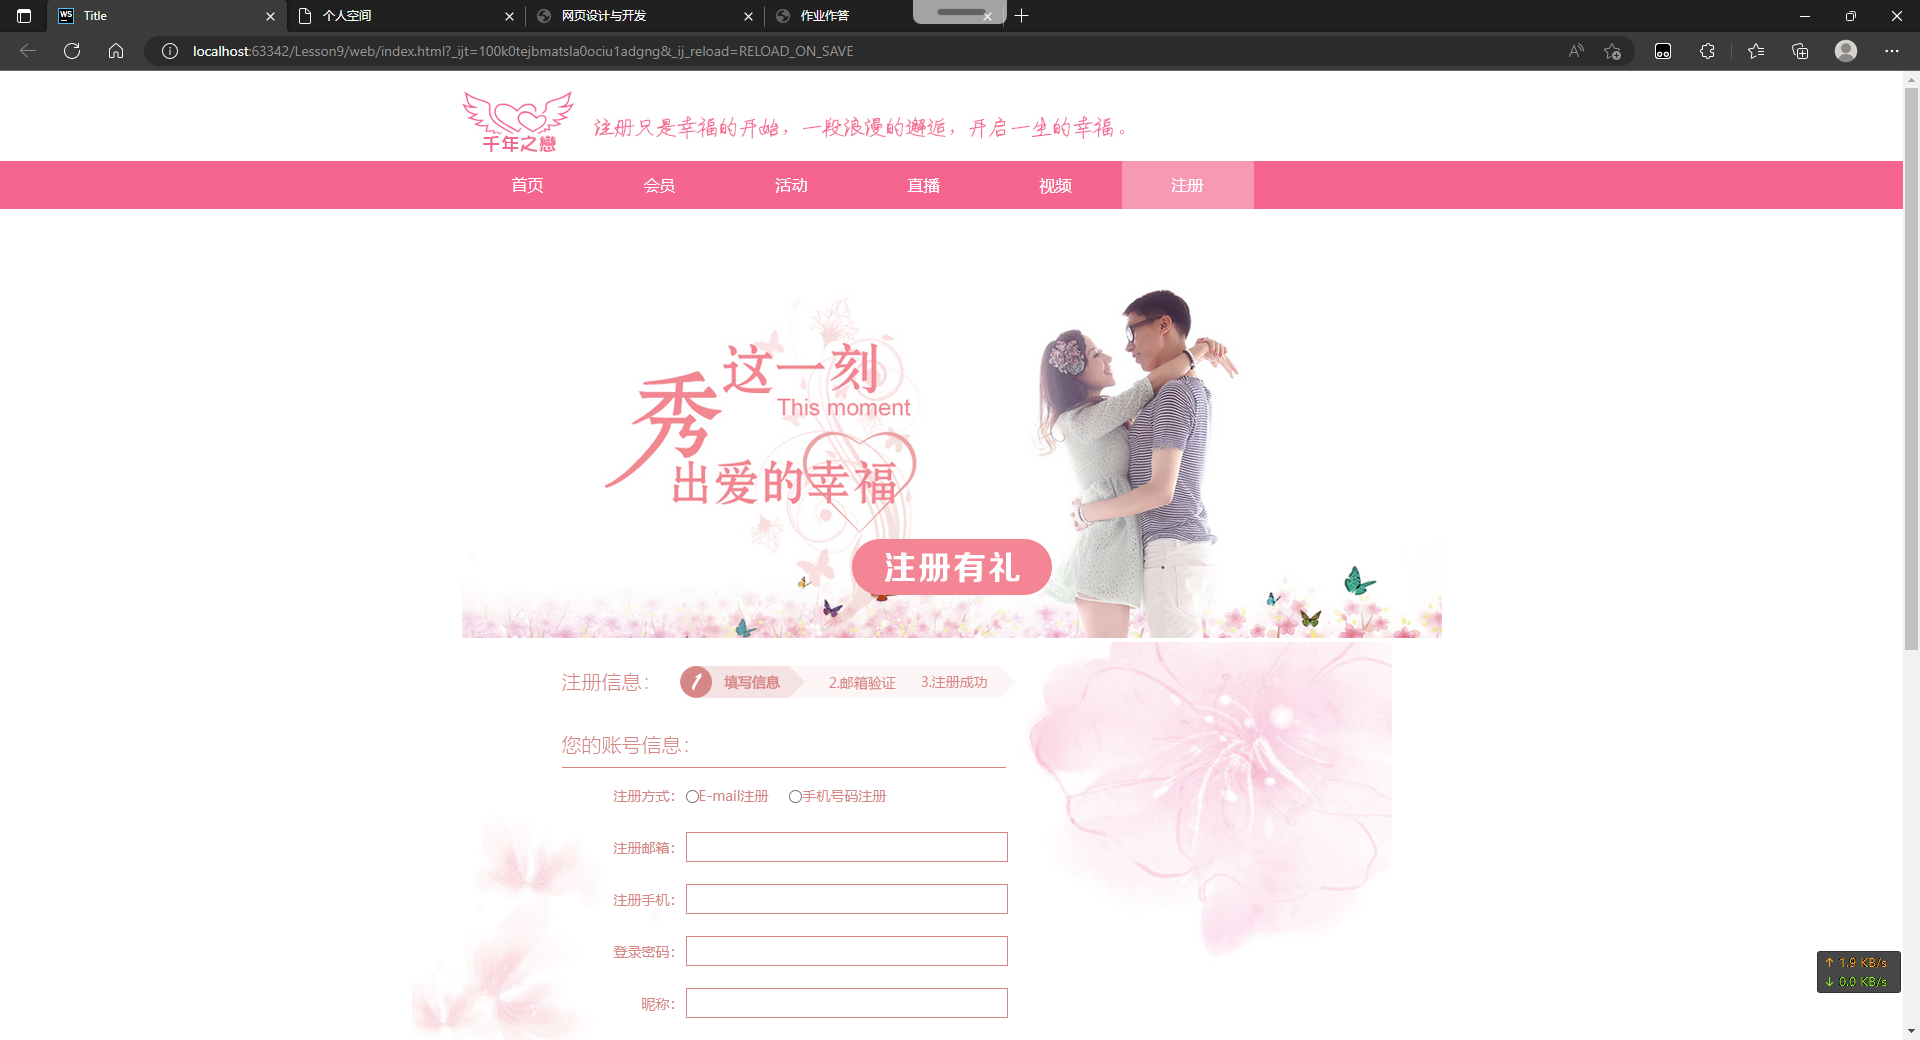 Title
个人空间
网页设计与开发
作业作答
localhost:63342/Lesson9/web/index.html?_ijt=100k0tejbmatsla0ociu1adgng&_ij_reload=RELOAD_ON_SAVE
千年之戀
注册只是幸福的开始，一段浪漫的邂逅，开启一生的幸福。
首页 会员 活动 直播 视频 注册
这一刻
This moment
秀
出爱的幸福
注册有礼
注册信息： 1 填写信息 2.邮箱验证 3.注册成功
您的账号信息：
注册方式： E-mail注册 手机号码注册
注册邮箱：
注册手机：
登录密码：
昵称：
↑ 1.9 KB/s
↓ 0.0 KB/s